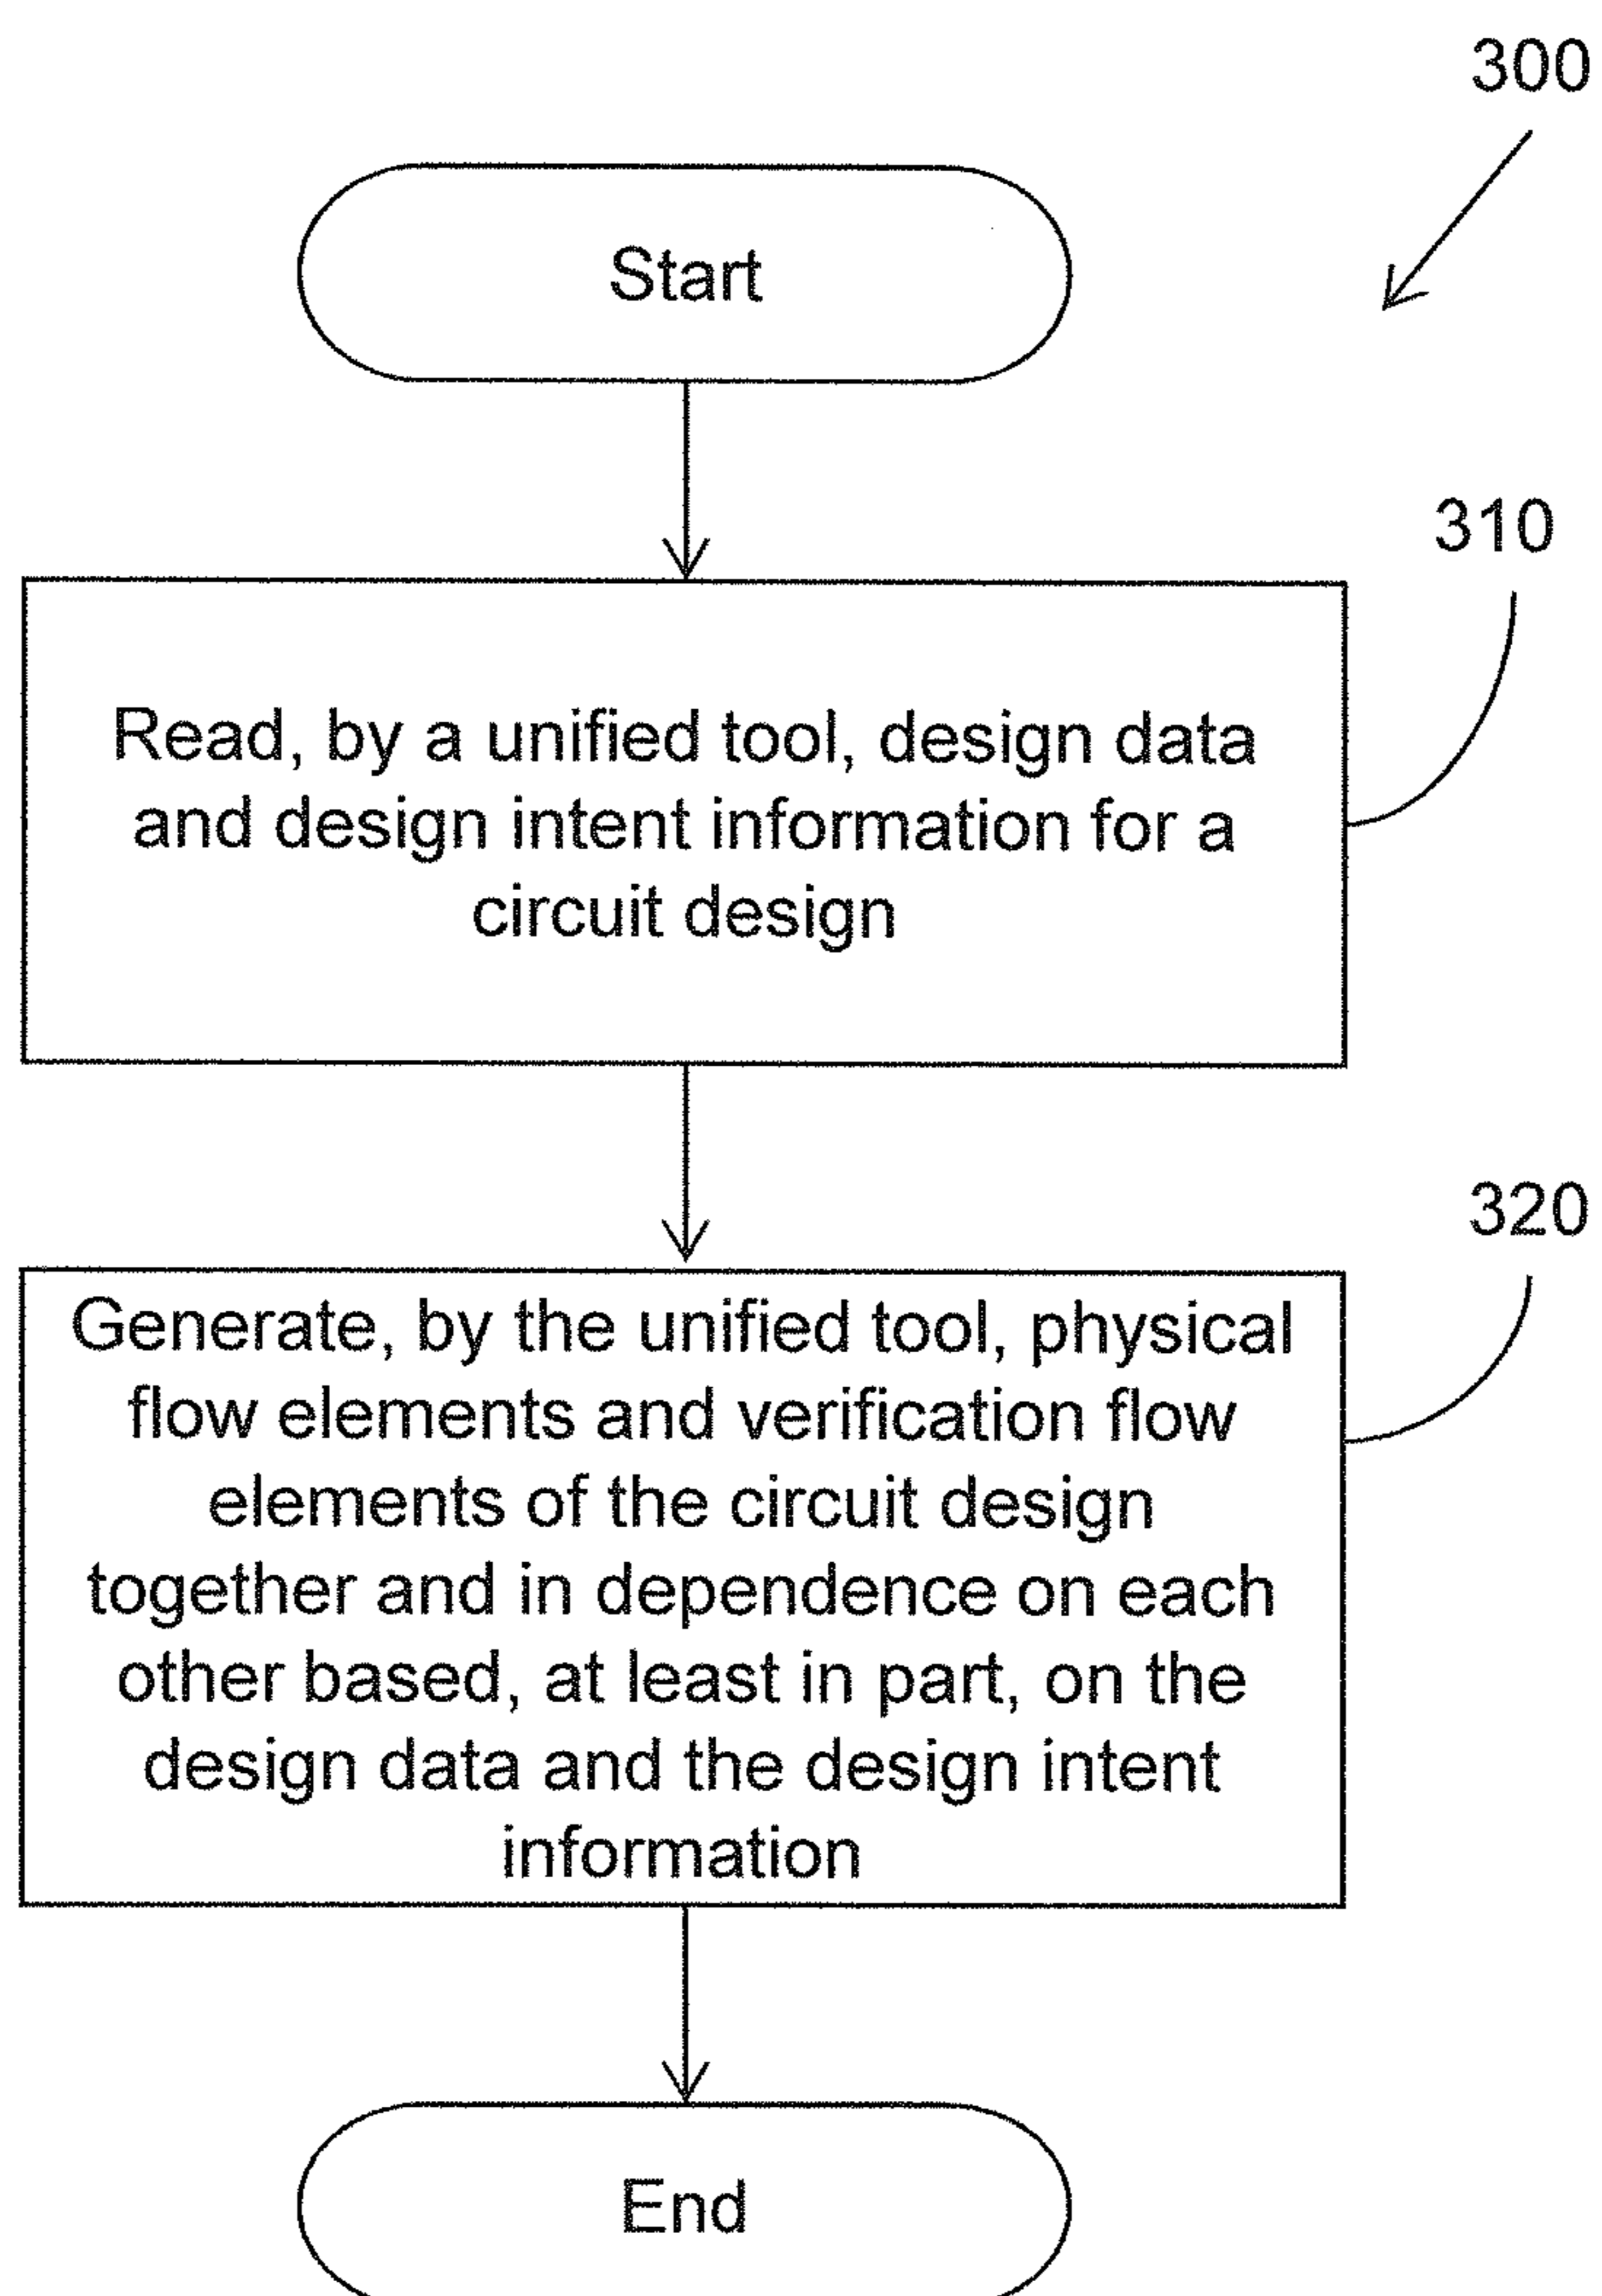 300
Start
310
Read, by a unified tool, design data
and design intent information for a
circuit design
320
Generate, by the unified tool, physical
flow elements and verification flow
elements of the circuit design
together and in dependence on each
other based, at least in part, on the
design data and the design intent
information
End